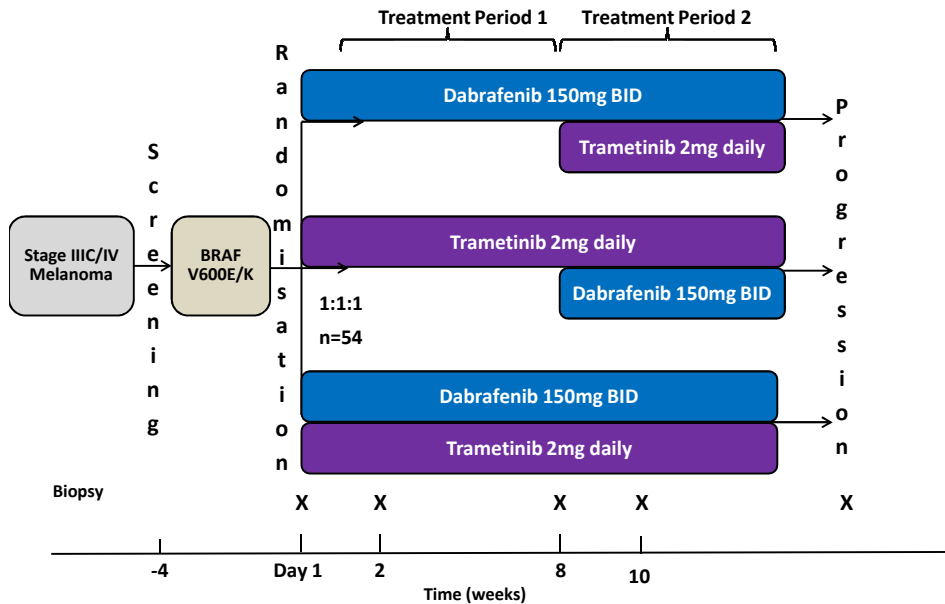 Treatment Period 1
Treatment Period 2
Randomisation
Dabrafenib 150mg BID
Progression
Trametinib 2mg daily
Screening
Stage IIIC/IV
Melanoma
BRAF
V600E/K
Trametinib 2mg daily
Dabrafenib 150mg BID
1:1:1
n=54
Dabrafenib 150mg BID
Trametinib 2mg daily
Biopsy
X X X X X
-4 Day 1 2 8 10
Time (weeks)